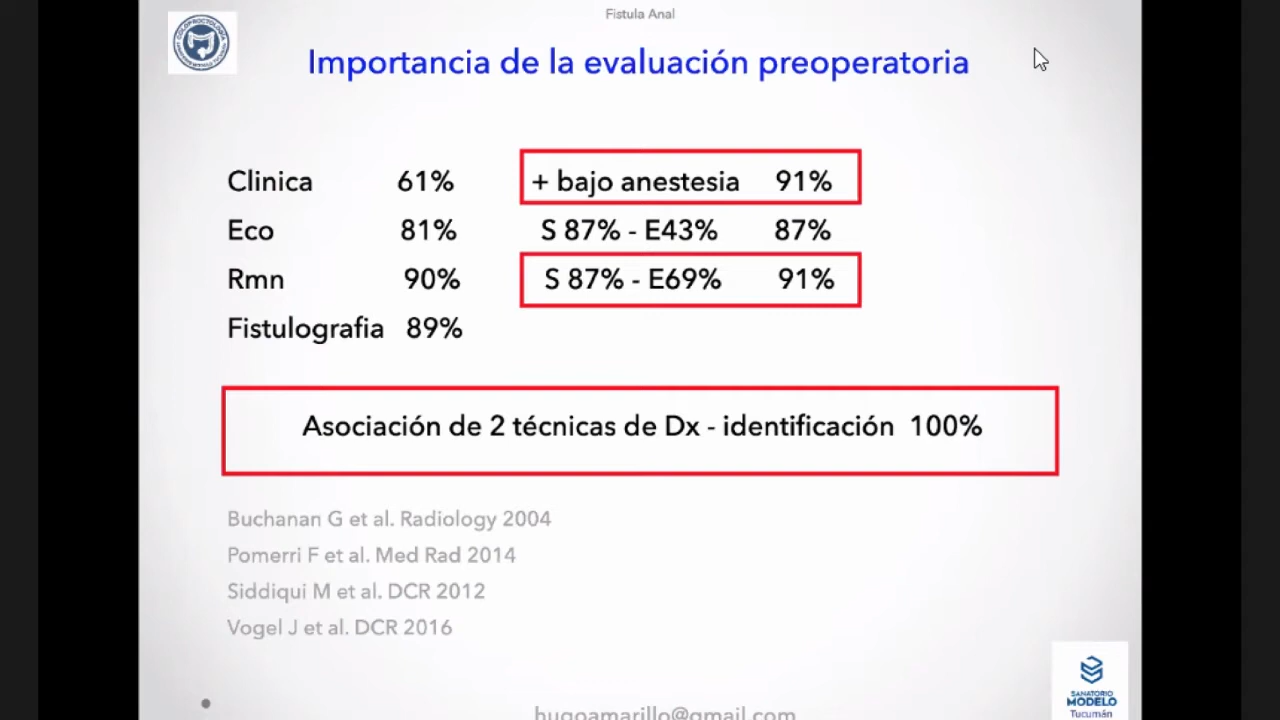 Fistula Anal
Importancia de la evaluación preoperatoria
Clinica 61% + bajo anestesia 91%
Eco 81% S 87% - E43% 87%
Rmn 90% S 87% - E69% 91%
Fistulografia 89%
Asociación de 2 técnicas de Dx - identificación 100%
Buchanan G et al. Radiology 2004
Pomerri F et al. Med Rad 2014
Siddiqui M et al. DCR 2012
Vogel J et al. DCR 2016
SANATORIO
MODELO
Tucumán
hugoamarillo@gmail.com